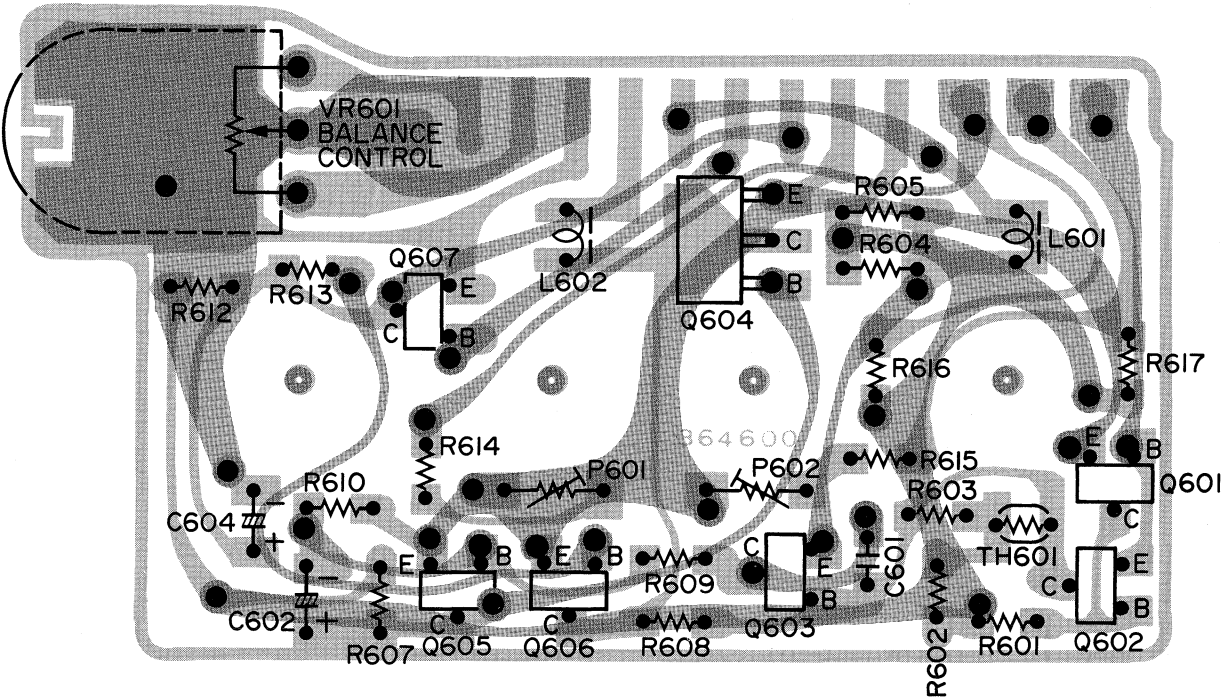 VR601
BALANCE
CONTROL
R605
E
C
R604
L601
B
Q604
L602
Q607
E
C
B
R613
R612
R616
R617
864600
R614
P601
P602
R615
E
B
Q601
C
R610
R603
C604
−
+
TH601
C601
C
E
B
Q603
E
B
C
Q605
E
B
C
Q606
R609
R608
C
E
B
Q602
C602
−
+
R607
R602
R601